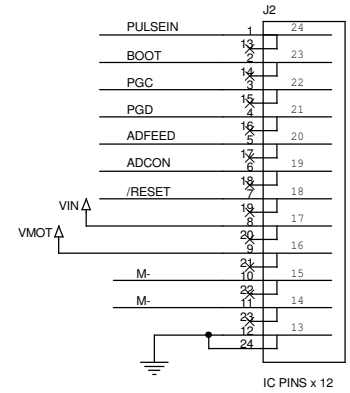 J2
PULSEIN 1 24
13
BOOT 2 23
14
PGC 3 22
15
PGD 4 21
16
ADFEED 5 20
17
ADCON 6 19
18
/RESET 7 18
VIN 19
8 17
VMOT 20
9 16
21
M- 10 15
22
M- 11 14
23
12 13
24
IC PINS x 12